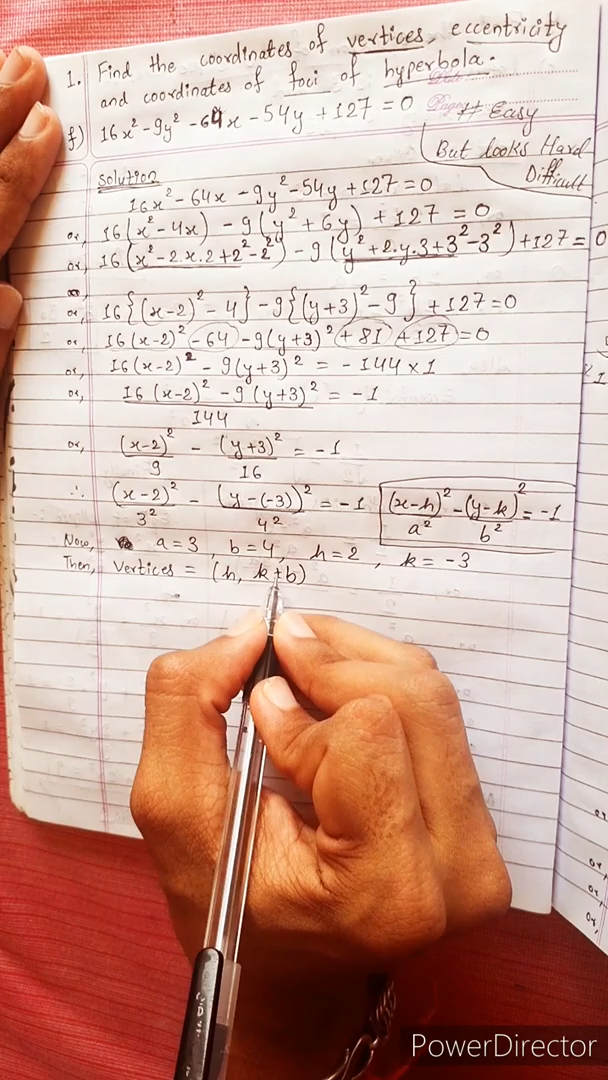 1. Find the coordinates of vertices, eccentricity
and coordinates of foci of hyperbola.
f) 16x² - 9y² - 64x - 54y + 127 = 0
# Easy
But looks Hard
Difficult
Solution
16x² - 64x - 9y² - 54y + 127 = 0
or, 16(x² - 4x) - 9(y² + 6y) + 127 = 0
or, 16(x² - 2.x.2 + 2² - 2²) - 9(y² + 2.y.3 + 3² - 3²) + 127 = 0
or, 16{(x-2)² - 4} - 9{(y+3)² - 9} + 127 = 0
or, 16(x-2)² - 64 - 9(y+3)² + 81 + 127 = 0
or, 16(x-2)² - 9(y+3)² = -144 × 1
or, 16(x-2)² - 9(y+3)² / 144 = -1
or, (x-2)²/9 - (y+3)²/16 = -1
∴ (x-2)²/3² - (y-(-3))²/4² = -1
(x-h)²/a² - (y-k)²/b² = -1
Now, a = 3, b = 4, h = 2, k = -3
Then, vertices = (h, k±b)
PowerDirector